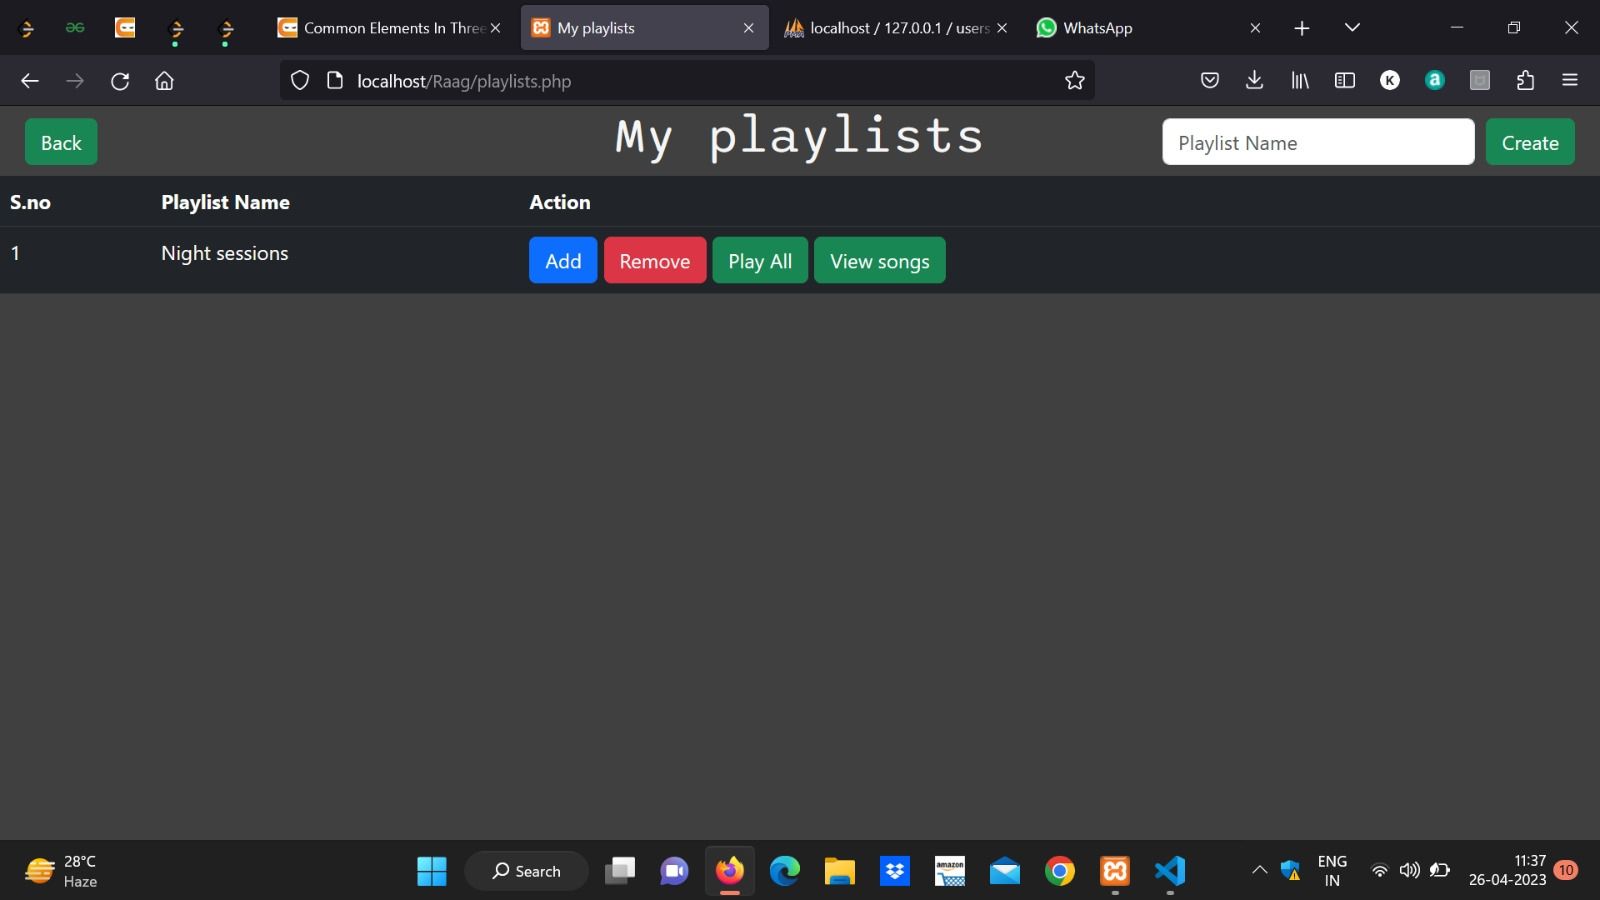 Common Elements In Three
My playlists
localhost / 127.0.0.1 / users
WhatsApp
localhost/Raag/playlists.php
K
a
Back
My playlists
Playlist Name
Create
S.no
Playlist Name
Action
1
Night sessions
Add
Remove
Play All
View songs
28°C
Haze
Search
amazon
ENG
IN
11:37
26-04-2023
10